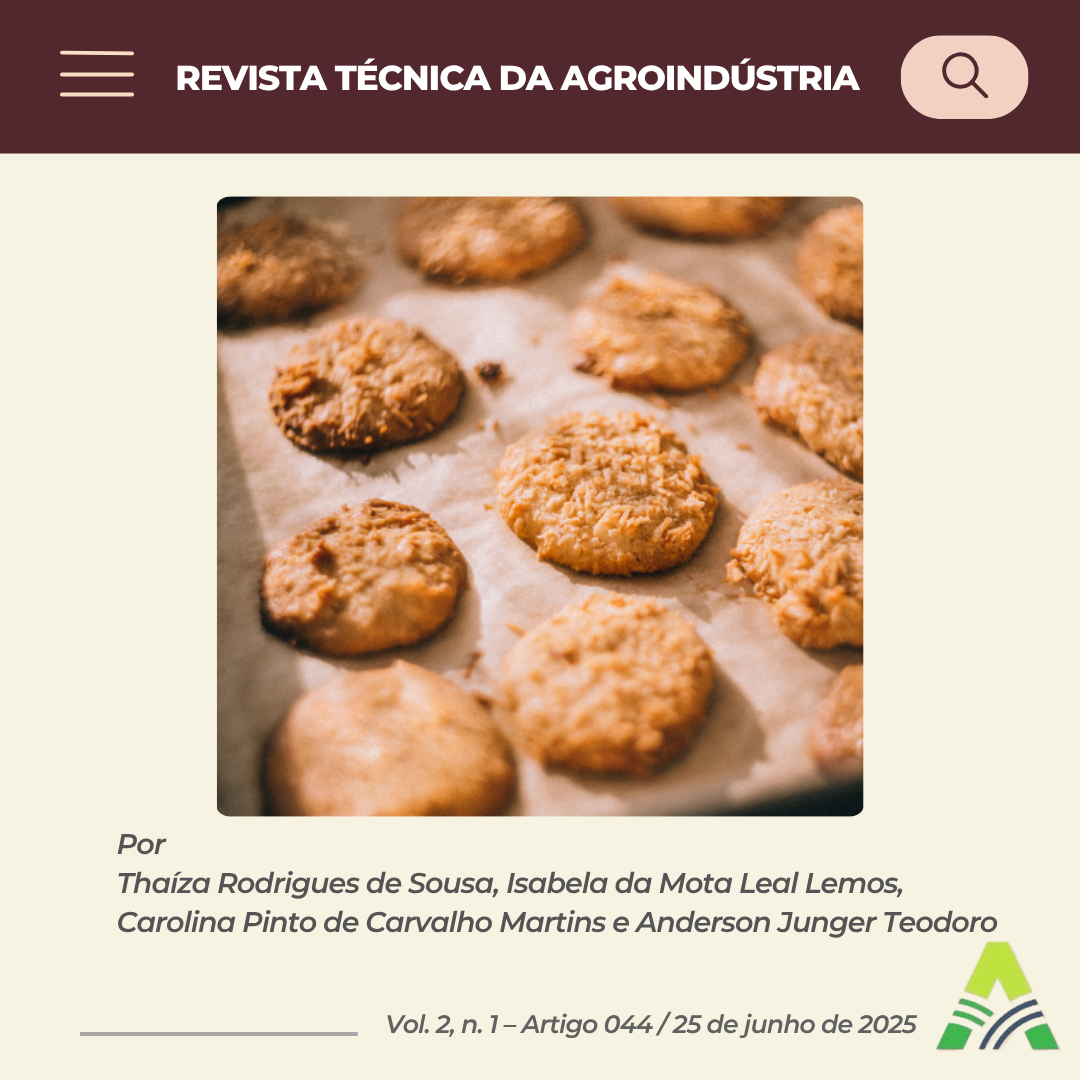 REVISTA TÉCNICA DA AGROINDÚSTRIA
Por
Thaíza Rodrigues de Sousa, Isabela da Mota Leal Lemos,
Carolina Pinto de Carvalho Martins e Anderson Junger Teodoro
Vol. 2, n. 1 – Artigo 044 / 25 de junho de 2025